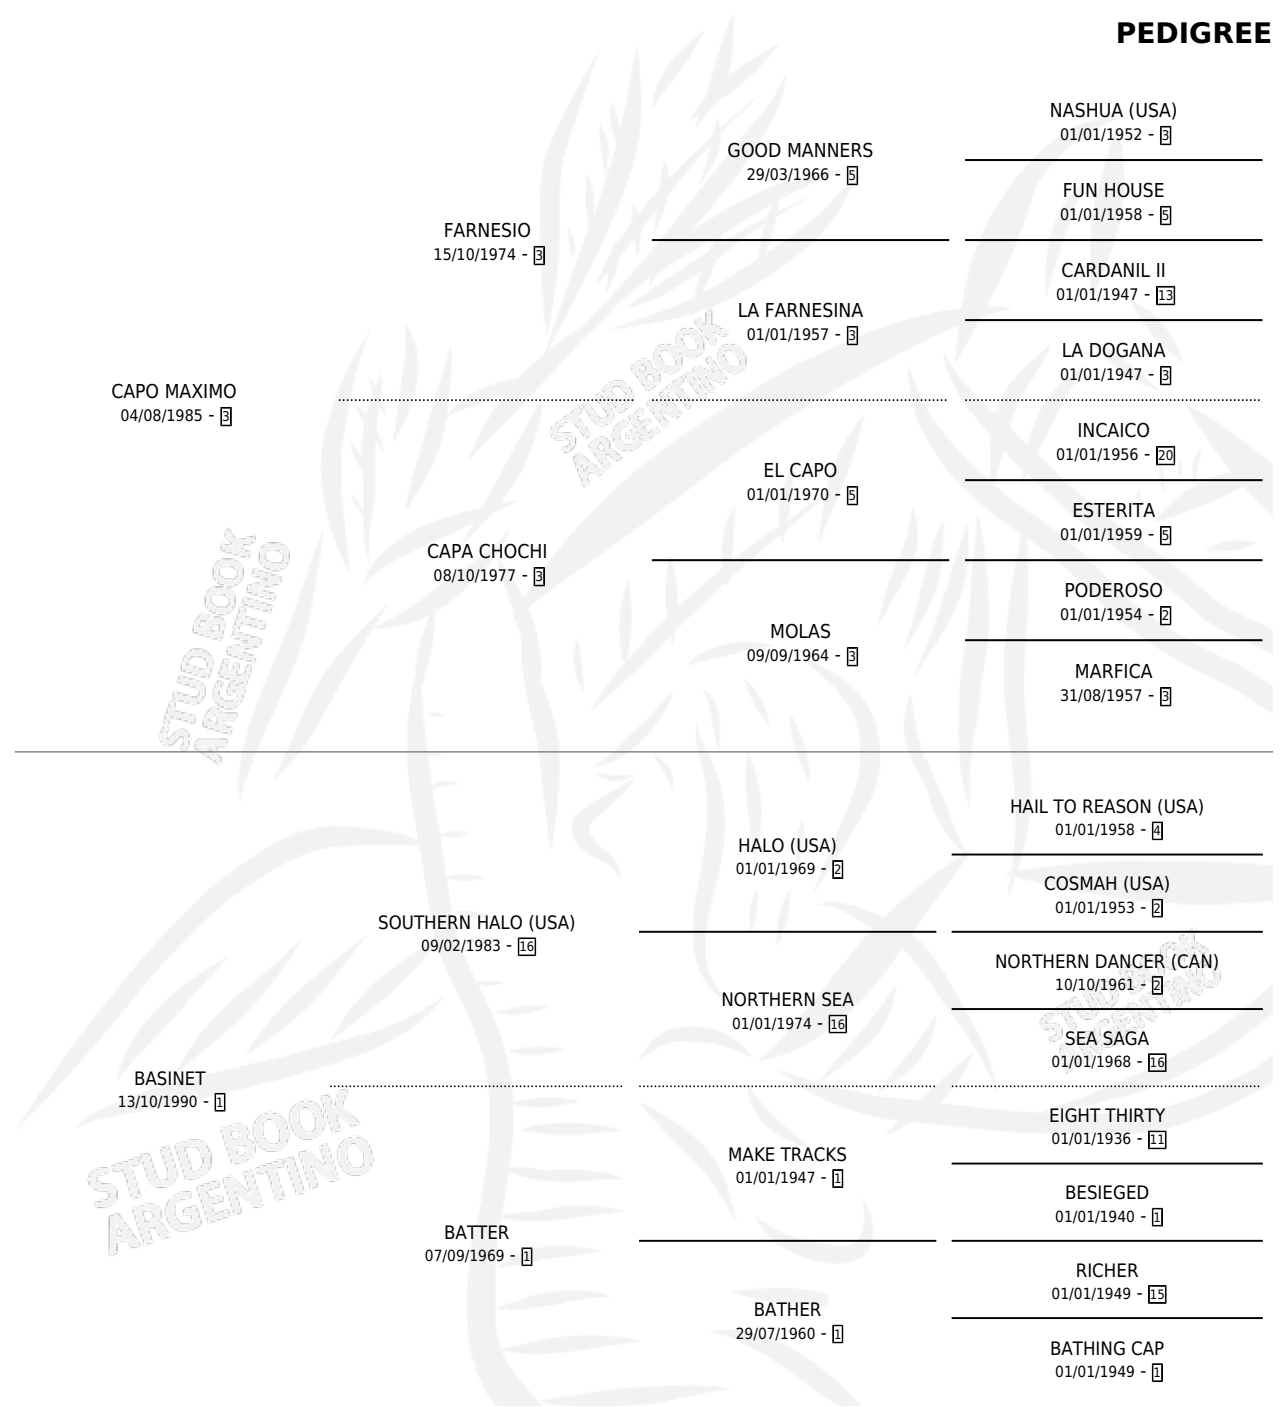 PEDIGREE
NASHUA (USA)
01/01/1952 - 3
GOOD MANNERS
29/03/1966 - 5
FUN HOUSE
01/01/1958 - 5
FARNESIO
15/10/1974 - 3
CARDANIL II
01/01/1947 - 13
LA FARNESINA
01/01/1957 - 3
LA DOGANA
01/01/1947 - 3
CAPO MAXIMO
04/08/1985 - 3
INCAICO
01/01/1956 - 20
EL CAPO
01/01/1970 - 5
ESTERITA
01/01/1959 - 5
CAPA CHOCHI
08/10/1977 - 3
PODEROSO
01/01/1954 - 2
MOLAS
09/09/1964 - 3
MARFICA
31/08/1957 - 3
HAIL TO REASON (USA)
01/01/1958 - 4
HALO (USA)
01/01/1969 - 2
COSMAH (USA)
01/01/1953 - 2
SOUTHERN HALO (USA)
09/02/1983 - 16
NORTHERN DANCER (CAN)
10/10/1961 - 2
NORTHERN SEA
01/01/1974 - 16
SEA SAGA
01/01/1968 - 16
BASINET
13/10/1990 - 1
EIGHT THIRTY
01/01/1936 - 11
MAKE TRACKS
01/01/1947 - 1
BESIEGED
01/01/1940 - 1
BATTER
07/09/1969 - 1
RICHER
01/01/1949 - 15
BATHER
29/07/1960 - 1
BATHING CAP
01/01/1949 - 1
STUD BOOK
ARGENTINO
STUD BOOK
ARGENTINO
STUD BOOK
ARGENTINO
STUD BOOK
ARGENTINO